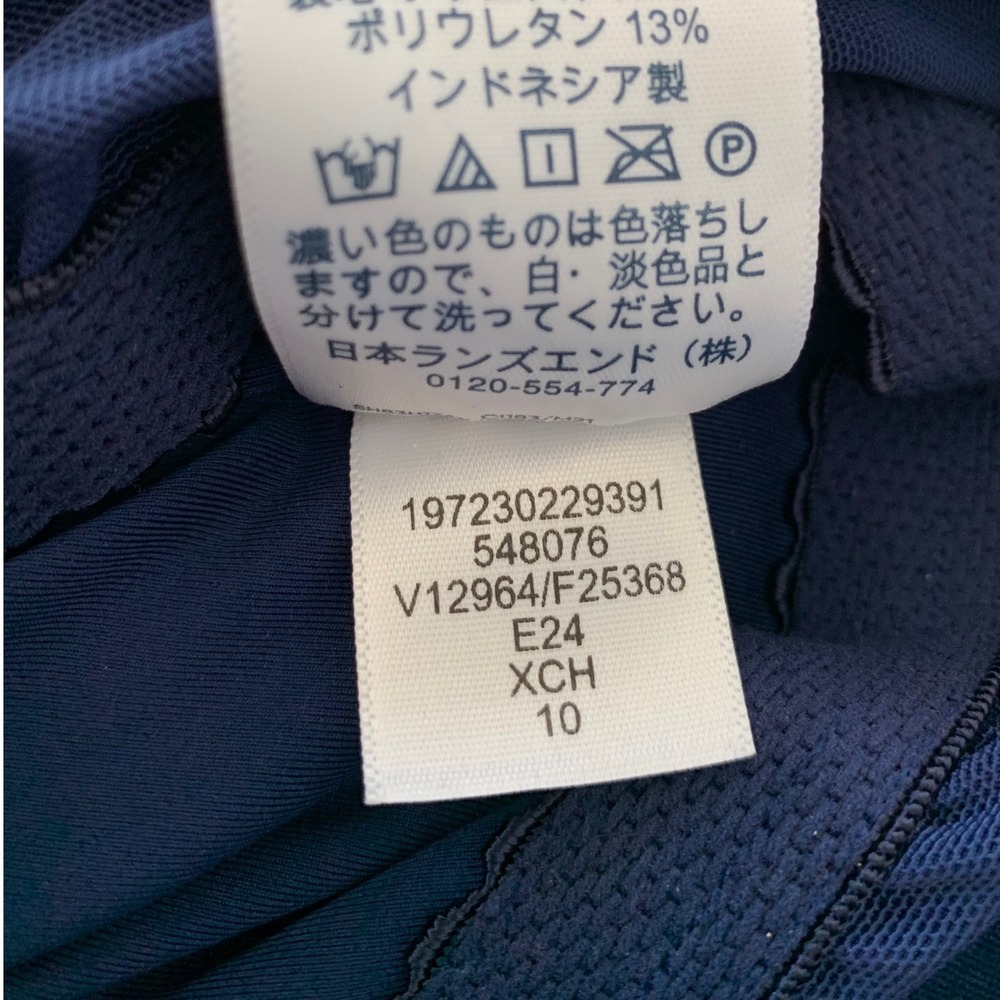 ポリウレタン 13%
インドネシア製
P
濃い色のものは色落ちし
ますので、白・淡色品と
分けて洗ってください。
日本ランズエンド（株）
0120-554-774
197230229391
548076
V12964/F25368
E24
XCH
10